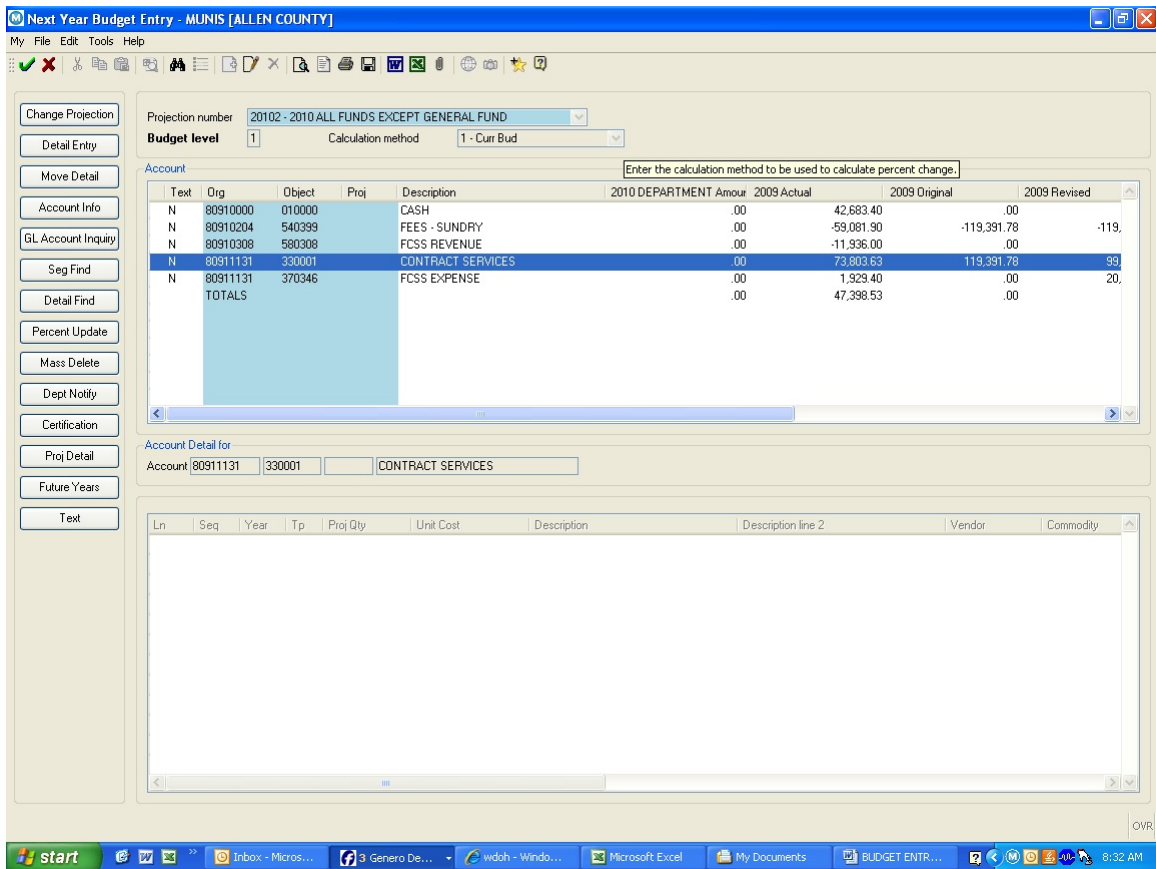 Next Year Budget Entry - MUNIS [ALLEN COUNTY]
My File Edit Tools Help
Change Projection
Detail Entry
Move Detail
Account Info
GL Account Inquiry
Seg Find
Detail Find
Percent Update
Mass Delete
Dept Notify
Certification
Proj Detail
Future Years
Text
Projection number 20102 - 2010 ALL FUNDS EXCEPT GENERAL FUND
Budget level 1 Calculation method 1 - Curr Bud
Enter the calculation method to be used to calculate percent change.
Account
Text Org Object Proj Description 2010 DEPARTMENT Amour 2009 Actual 2009 Original 2009 Revised
N 80910000 010000 CASH .00 42,683.40 .00
N 80910204 540399 FEES - SUNDRY .00 -59,081.90 -119,391.78 -119,
N 80910308 580308 FCSS REVENUE .00 -11,936.00 .00
N 80911131 330001 CONTRACT SERVICES .00 73,803.63 119,391.78 99,
N 80911131 370346 FCSS EXPENSE .00 1,929.40 .00 20,
TOTALS .00 47,398.53 .00
Account Detail for
Account 80911131 330001 CONTRACT SERVICES
Ln Seq Year Tp Proj Qty Unit Cost Description Description line 2 Vendor Commodity
OVR
start Inbox - Micros... 3 Genero De... wdoh - Windo... Microsoft Excel My Documents BUDGET ENTR... 8:32 AM